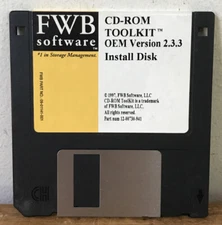 FWB
software™
#1 in Storage Management.
CD-ROM
TOOLKIT™
OEM Version 2.3.3
Install Disk
© 1997, FWB Software, LLC
CD-ROM ToolKit is a trademark
of FWB Software, LLC,
All rights reserved.